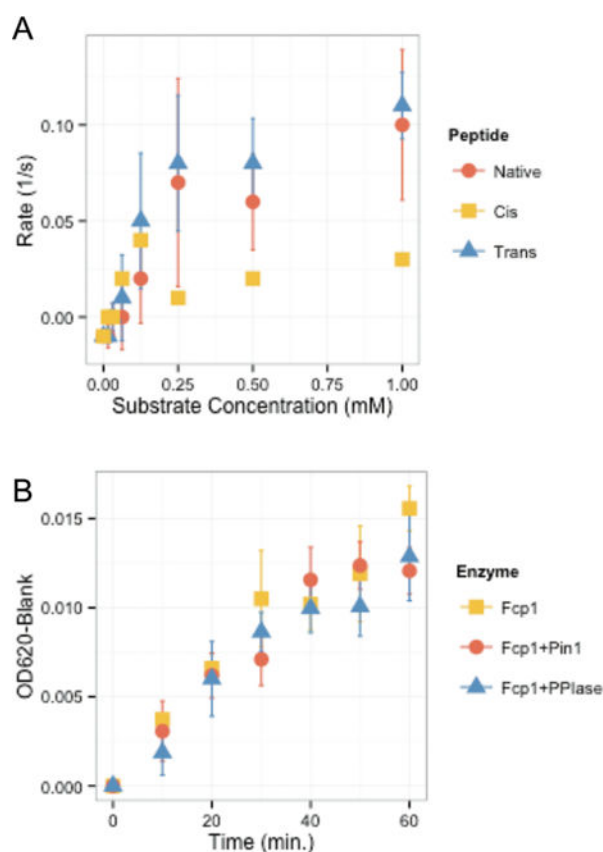 A
Rate (1/s)
0.10
0.05
0.00
0.00 0.25 0.50 0.75 1.00
Substrate Concentration (mM)
Peptide
Native
Cis
Trans
B
OD620-Blank
0.015
0.010
0.005
0.000
0 20 40 60
Time (min.)
Enzyme
Fcp1
Fcp1+Pin1
Fcp1+PPIase